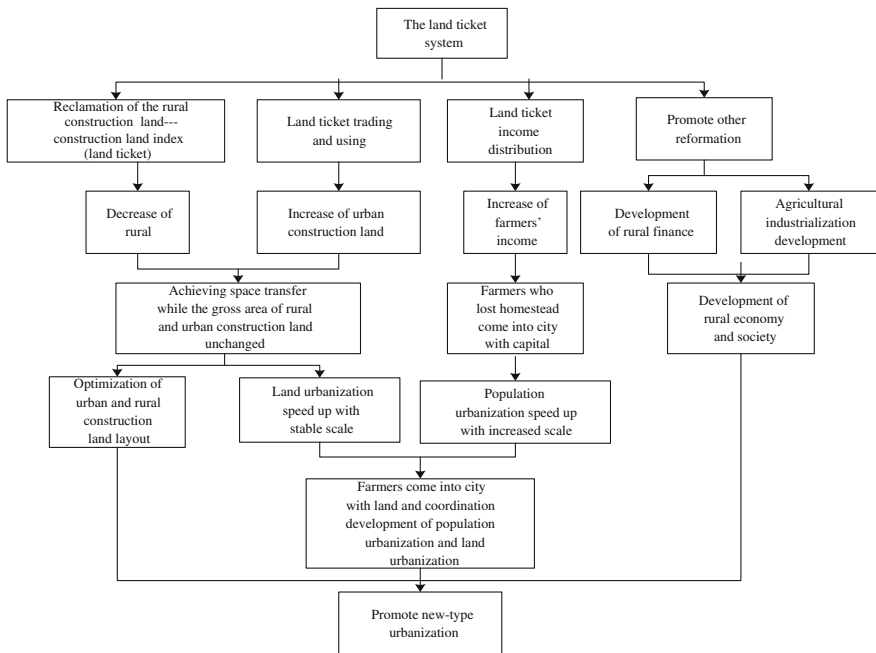 The land ticket
system
Reclamation of the rural
construction land---
construction land index
(land ticket)
Land ticket trading
and using
Land ticket
income
distribution
Promote other
reformation
Decrease of
rural
Increase of urban
construction land
Increase of
farmers'
income
Development
of rural finance
Agricultural
industrialization
development
Achieving space transfer
while the gross area of rural
and urban construction land
unchanged
Farmers who
lost homestead
come into city
with capital
Development of
rural economy
and society
Optimization of
urban and rural
construction
land layout
Land urbanization
speed up with
stable scale
Population
urbanization speed up
with increased scale
Farmers come into city
with land and coordination
development of population
urbanization and land
urbanization
Promote new-type
urbanization